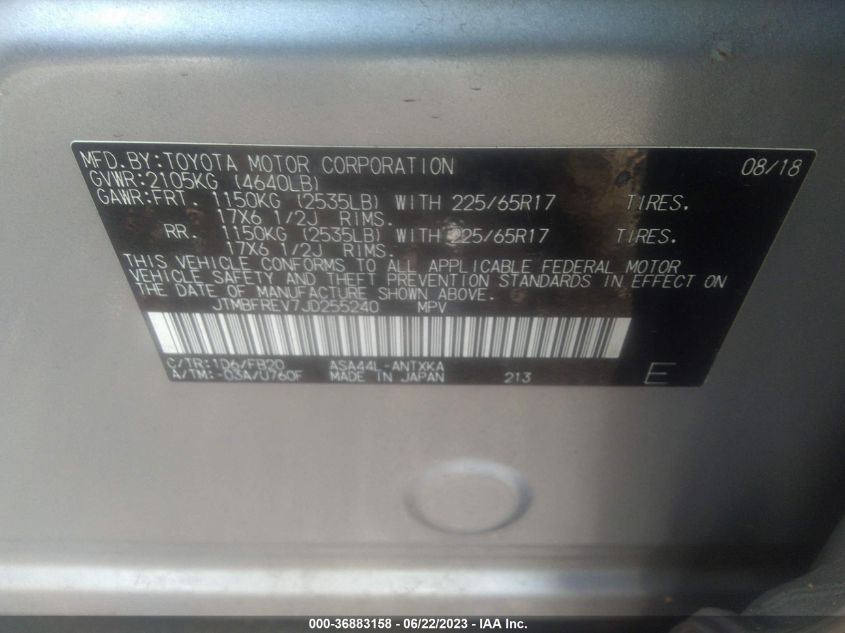 MFD.BY:TOYOTA MOTOR CORPORATION 08/18
GVWR:2105KG (4640LB)
GAWR:FRT. 1150KG (2535LB) WITH 225/65R17 TIRES.
17X6 1/2J RIMS.
RR. 1150KG (2535LB) WITH 225/65R17 TIRES.
17X6 1/2J RIMS.
THIS VEHICLE CONFORMS TO ALL APPLICABLE FEDERAL MOTOR
VEHICLE SAFETY AND THEFT PREVENTION STANDARDS IN EFFECT ON
THE DATE OF MANUFACTURE SHOWN ABOVE.
JTMBFREV7JD255240 MPV
C/TR:1D6/FB20 ASA44L-ANTXKA
A/TM:-03A/U760F MADE IN JAPAN 213 E
000-36883158 - 06/22/2023 - IAA Inc.